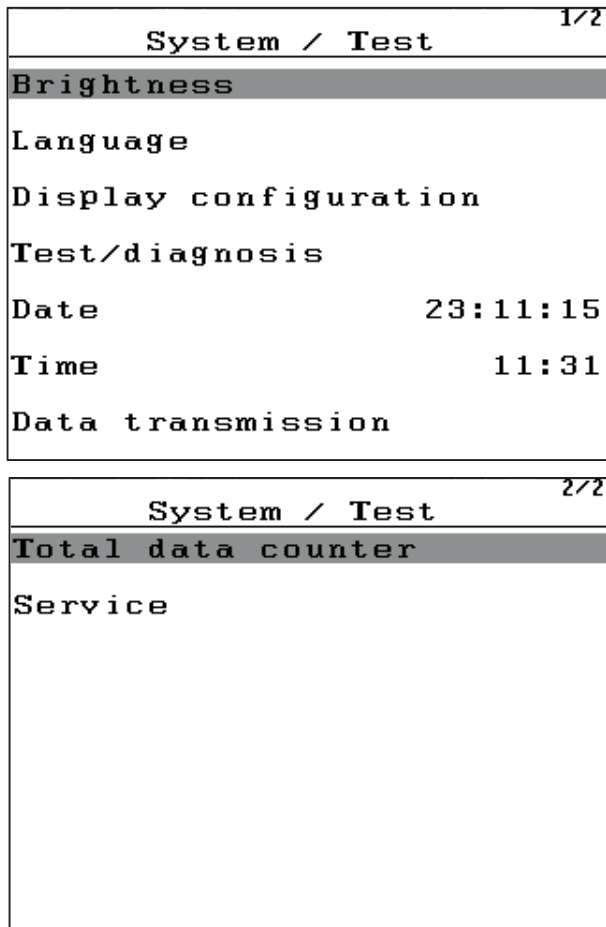 1/2
System / Test
Brightness
Language
Display configuration
Test/diagnosis
Date 23:11:15
Time 11:31
Data transmission
2/2
System / Test
Total data counter
Service